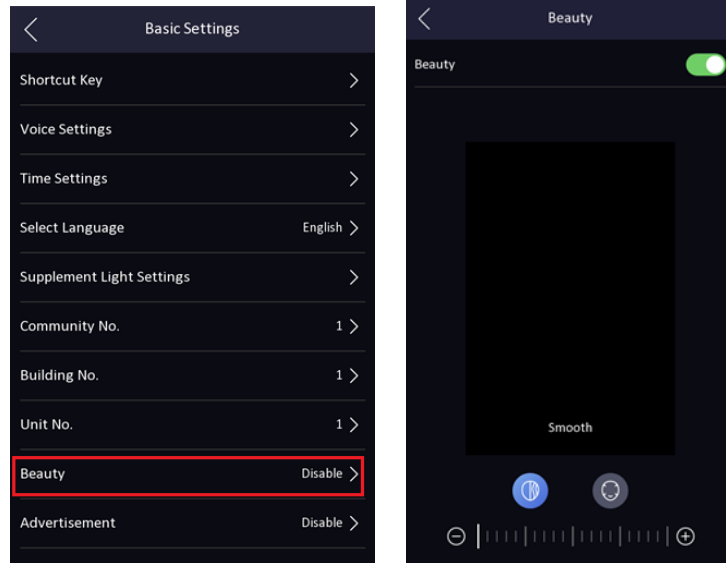 Basic Settings
Shortcut Key
Voice Settings
Time Settings
Select Language English
Supplement Light Settings
Community No. 1
Building No. 1
Unit No. 1
Beauty Disable
Advertisement Disable
Beauty
Beauty
Smooth